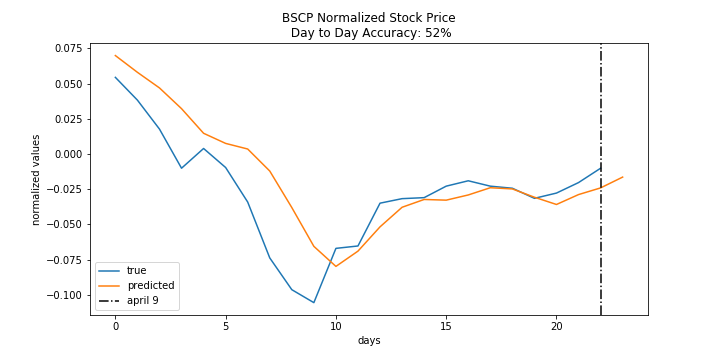 BSCP Normalized Stock Price
Day to Day Accuracy: 52%
0.075
0.050
0.025
0.000
−0.025
−0.050
−0.075
−0.100
normalized values
true
predicted
april 9
0 5 10 15 20
days